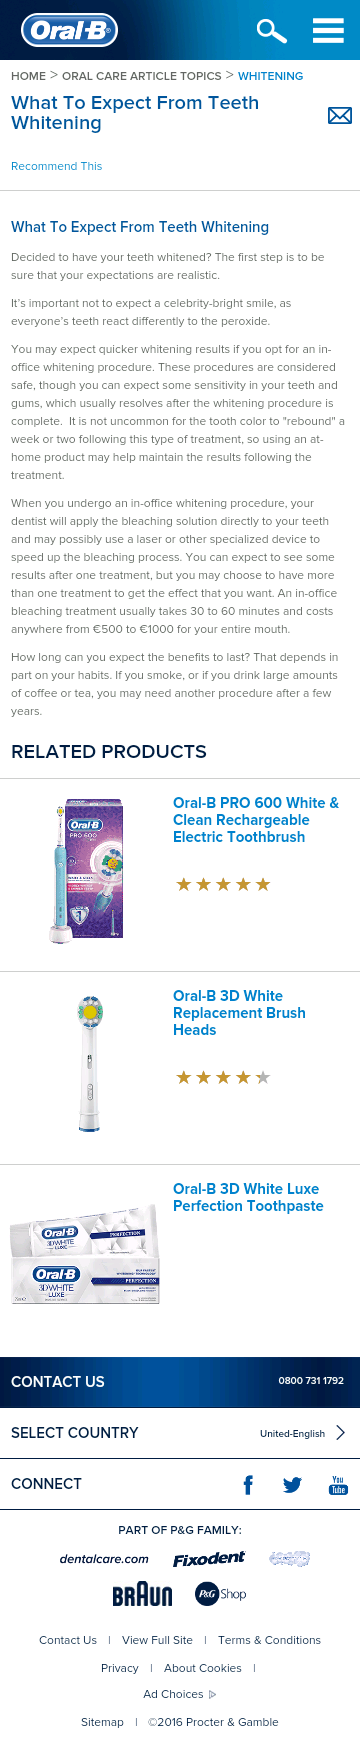 Oral-B
HOME > ORAL CARE ARTICLE TOPICS > WHITENING
What To Expect From Teeth
Whitening
Recommend This
What To Expect From Teeth Whitening
Decided to have your teeth whitened? The first step is to be
sure that your expectations are realistic.
It's important not to expect a celebrity-bright smile, as
everyone's teeth react differently to the peroxide.
You may expect quicker whitening results if you opt for an in-
office whitening procedure. These procedures are considered
safe, though you can expect some sensitivity in your teeth and
gums, which usually resolves after the whitening procedure is
complete.  It is not uncommon for the tooth color to "rebound" a
week or two following this type of treatment, so using an at-
home product may help maintain the results following the
treatment.
When you undergo an in-office whitening procedure, your
dentist will apply the bleaching solution directly to your teeth
and may possibly use a laser or other specialized device to
speed up the bleaching process. You can expect to see some
results after one treatment, but you may choose to have more
than one treatment to get the effect that you want. An in-office
bleaching treatment usually takes 30 to 60 minutes and costs
anywhere from €500 to €1000 for your entire mouth.
How long can you expect the benefits to last? That depends in
part on your habits. If you smoke, or if you drink large amounts
of coffee or tea, you may need another procedure after a few
years.
RELATED PRODUCTS
Oral-B PRO 600 White &
Clean Rechargeable
Electric Toothbrush
Oral-B
PRO 600
Oral-B 3D White
Replacement Brush
Heads
Oral-B 3D White Luxe
Perfection Toothpaste
Oral-B
3DWHITE
LUXE
PERFECTION
Oral-B
3DWHITE
LUXE
PERFECTION
CONTACT US
0800 731 1792
SELECT COUNTRY
United-English
CONNECT
You
Tube
PART OF P&G FAMILY:
dentalcare.com
Fixodent
BRAUN
P&G Shop
Contact Us | View Full Site | Terms & Conditions
Privacy | About Cookies |
Ad Choices
Sitemap | ©2016 Procter & Gamble